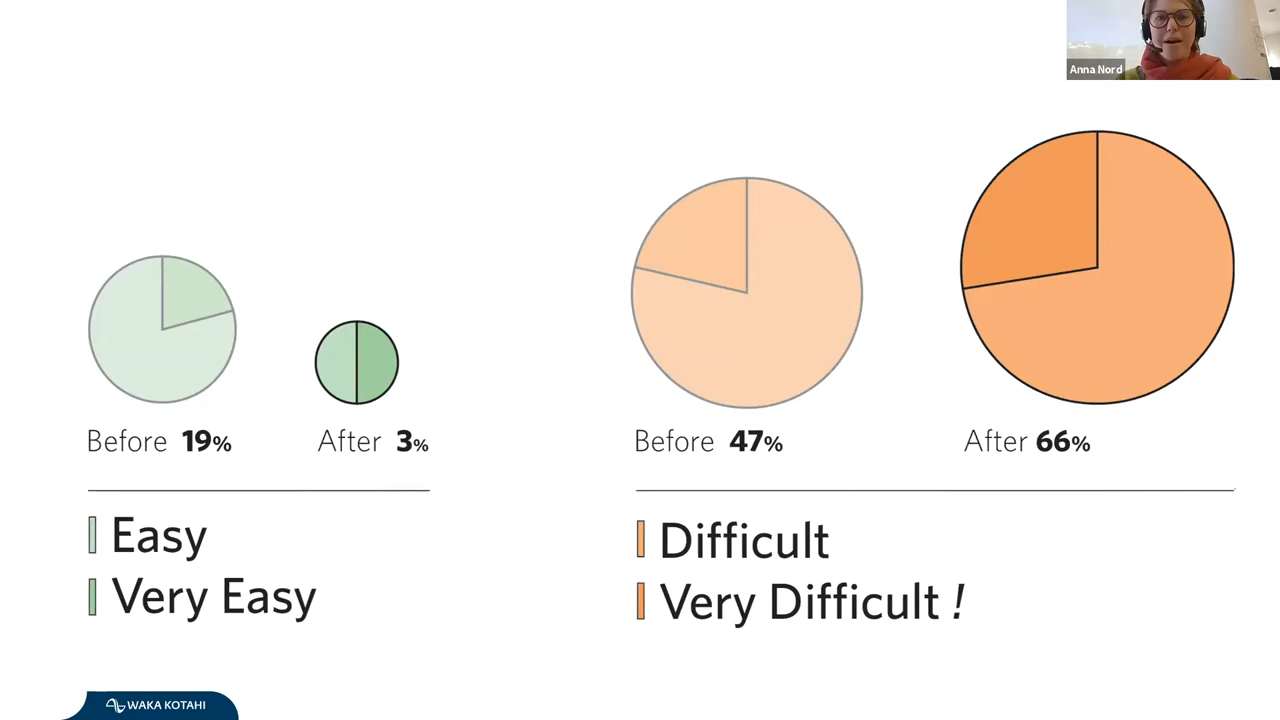 Anna Nord
Before 19%
After 3%
Before 47%
After 66%
Easy
Very Easy
Difficult
Very Difficult !
WAKA KOTAHI